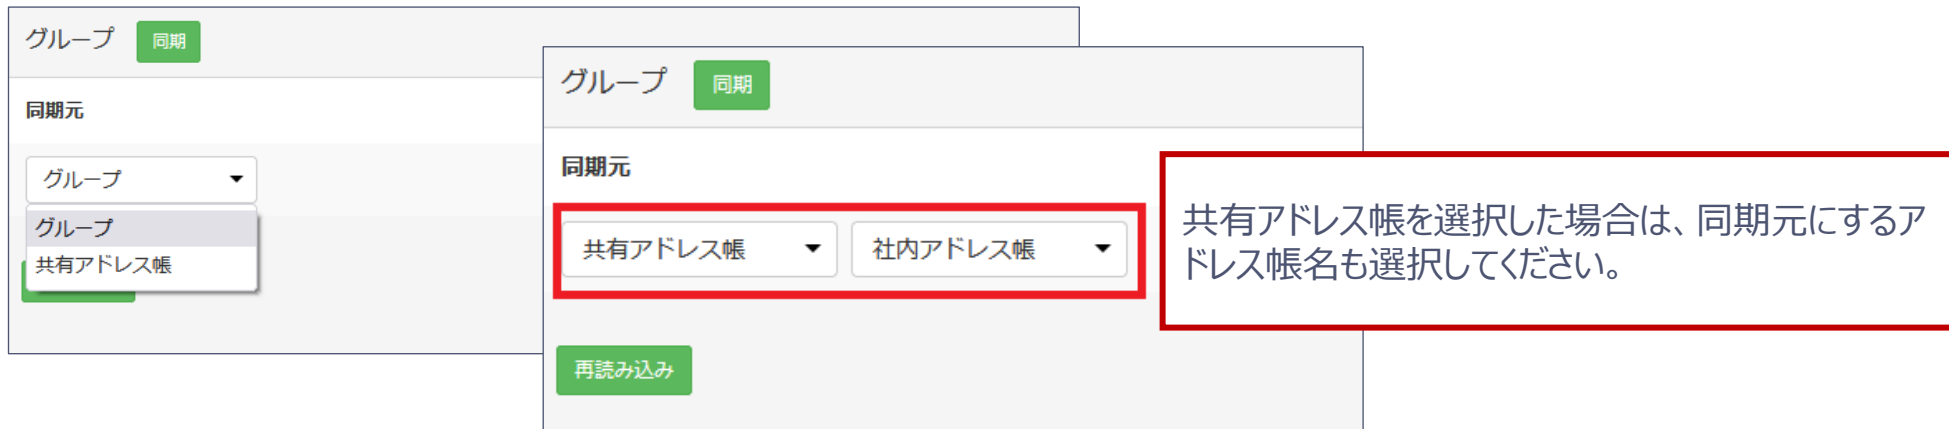 グループ 同期
同期元
グループ
グループ
共有アドレス帳
グループ 同期
同期元
共有アドレス帳 社内アドレス帳
再読み込み
共有アドレス帳を選択した場合は、同期元にするア
ドレス帳名も選択してください。